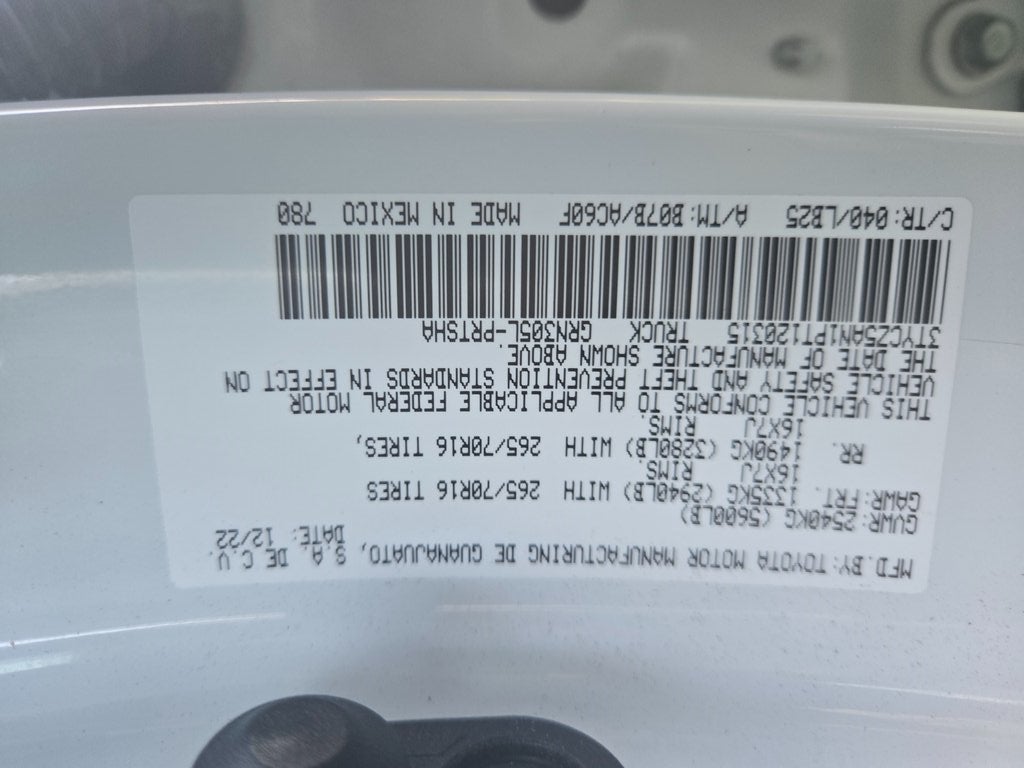 MFD.BY:TOYOTA MOTOR MANUFACTURING DE GUANAJUATO, S.A. DE C.V.
DATE: 12/22
GVWR:2540KG(5600LB)
GAWR:FRT. 1335KG(2940LB) WITH 265/70R16 TIRES
16X7J RIMS.
RR. 1490KG(3280LB) WITH 265/70R16 TIRES,
16X7J RIMS.
THIS VEHICLE CONFORMS TO ALL APPLICABLE FEDERAL MOTOR
VEHICLE SAFETY AND THEFT PREVENTION STANDARDS IN EFFECT ON
THE DATE OF MANUFACTURE SHOWN ABOVE.
3TYCZ5AN1PT120315 TRUCK GRN305L-PRTSHA
C/TR:040/LB25 A/TM:B07B/AC60F MADE IN MEXICO 780